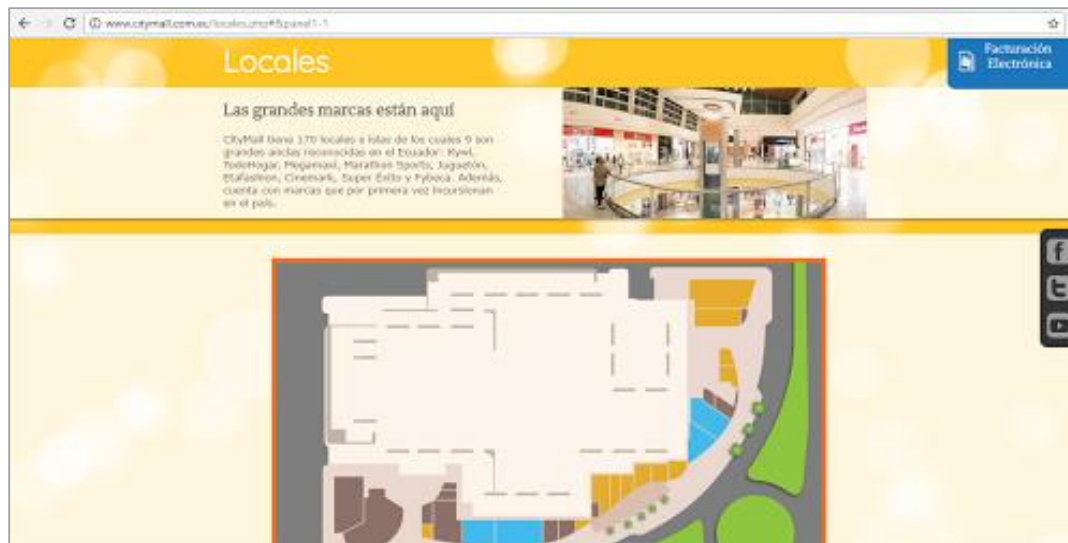 www.citymall.com.ec/locales.php#&panel1-1
Locales
Facturación
Electrónica
Las grandes marcas están aquí
CityMall tiene 170 locales e islas de los cuales 9 son
grandes anclas reconocidas en el Ecuador: Kywi,
TodoHogar, Megamaxi, Marathon Sports, Juguetón,
Etafashion, Cinemark, Super Éxito y Fybeca. Además,
cuenta con marcas que por primera vez incursionan
en el país.